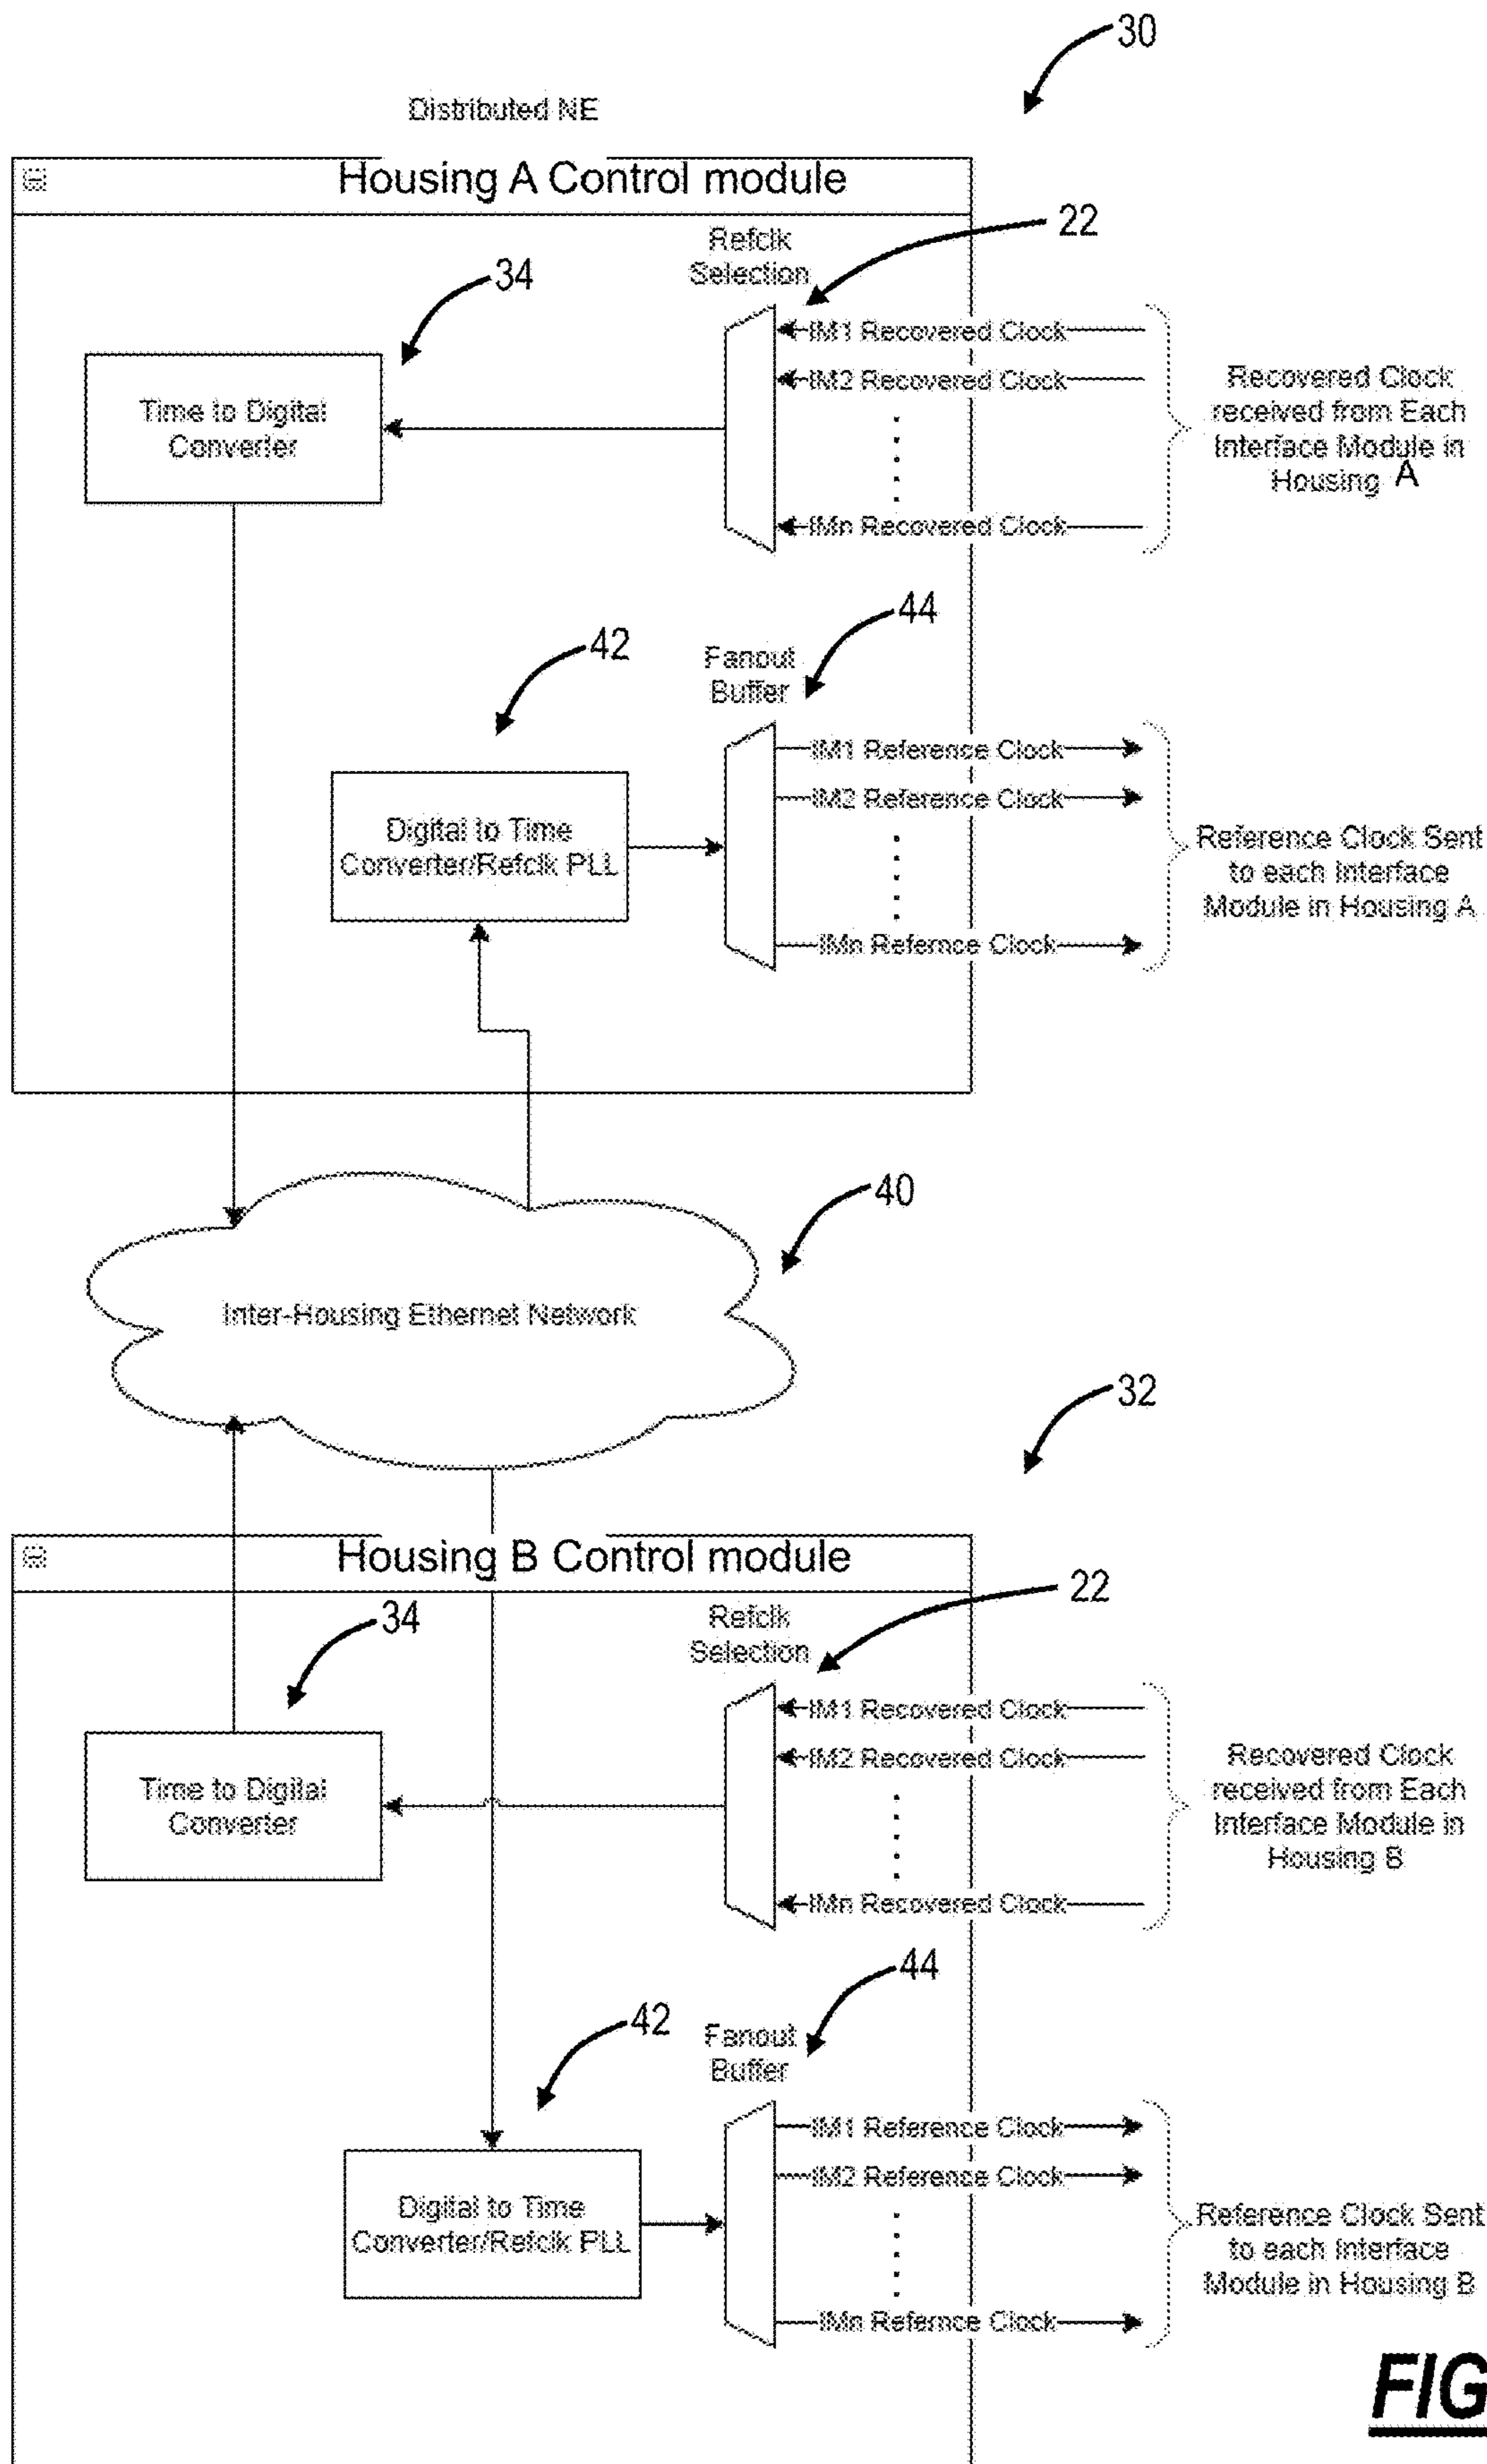 30
Distributed NE
Housing A Control module
Refclk
Selection
22
34
Time to Digital
Converter
IM1 Recovered Clock
IM2 Recovered Clock
IMn Recovered Clock
Recovered Clock
received from Each
Interface Module in
Housing A
44
42
Fanout
Buffer
Digital to Time
Converter/Refclk PLL
IM1 Reference Clock
IM2 Reference Clock
IMn Refernce Clock
Reference Clock Sent
to each Interface
Module in Housing A
40
Inter-Housing Ethernet Network
32
Housing B Control module
Refclk
Selection
22
34
Time to Digital
Converter
IM1 Recovered Clock
IM2 Recovered Clock
IMn Recovered Clock
Recovered Clock
received from Each
Interface Module in
Housing B
44
42
Fanout
Buffer
Digital to Time
Converter/Refclk PLL
IM1 Reference Clock
IM2 Reference Clock
IMn Refernce Clock
Reference Clock Sent
to each Interface
Module in Housing B
FIG